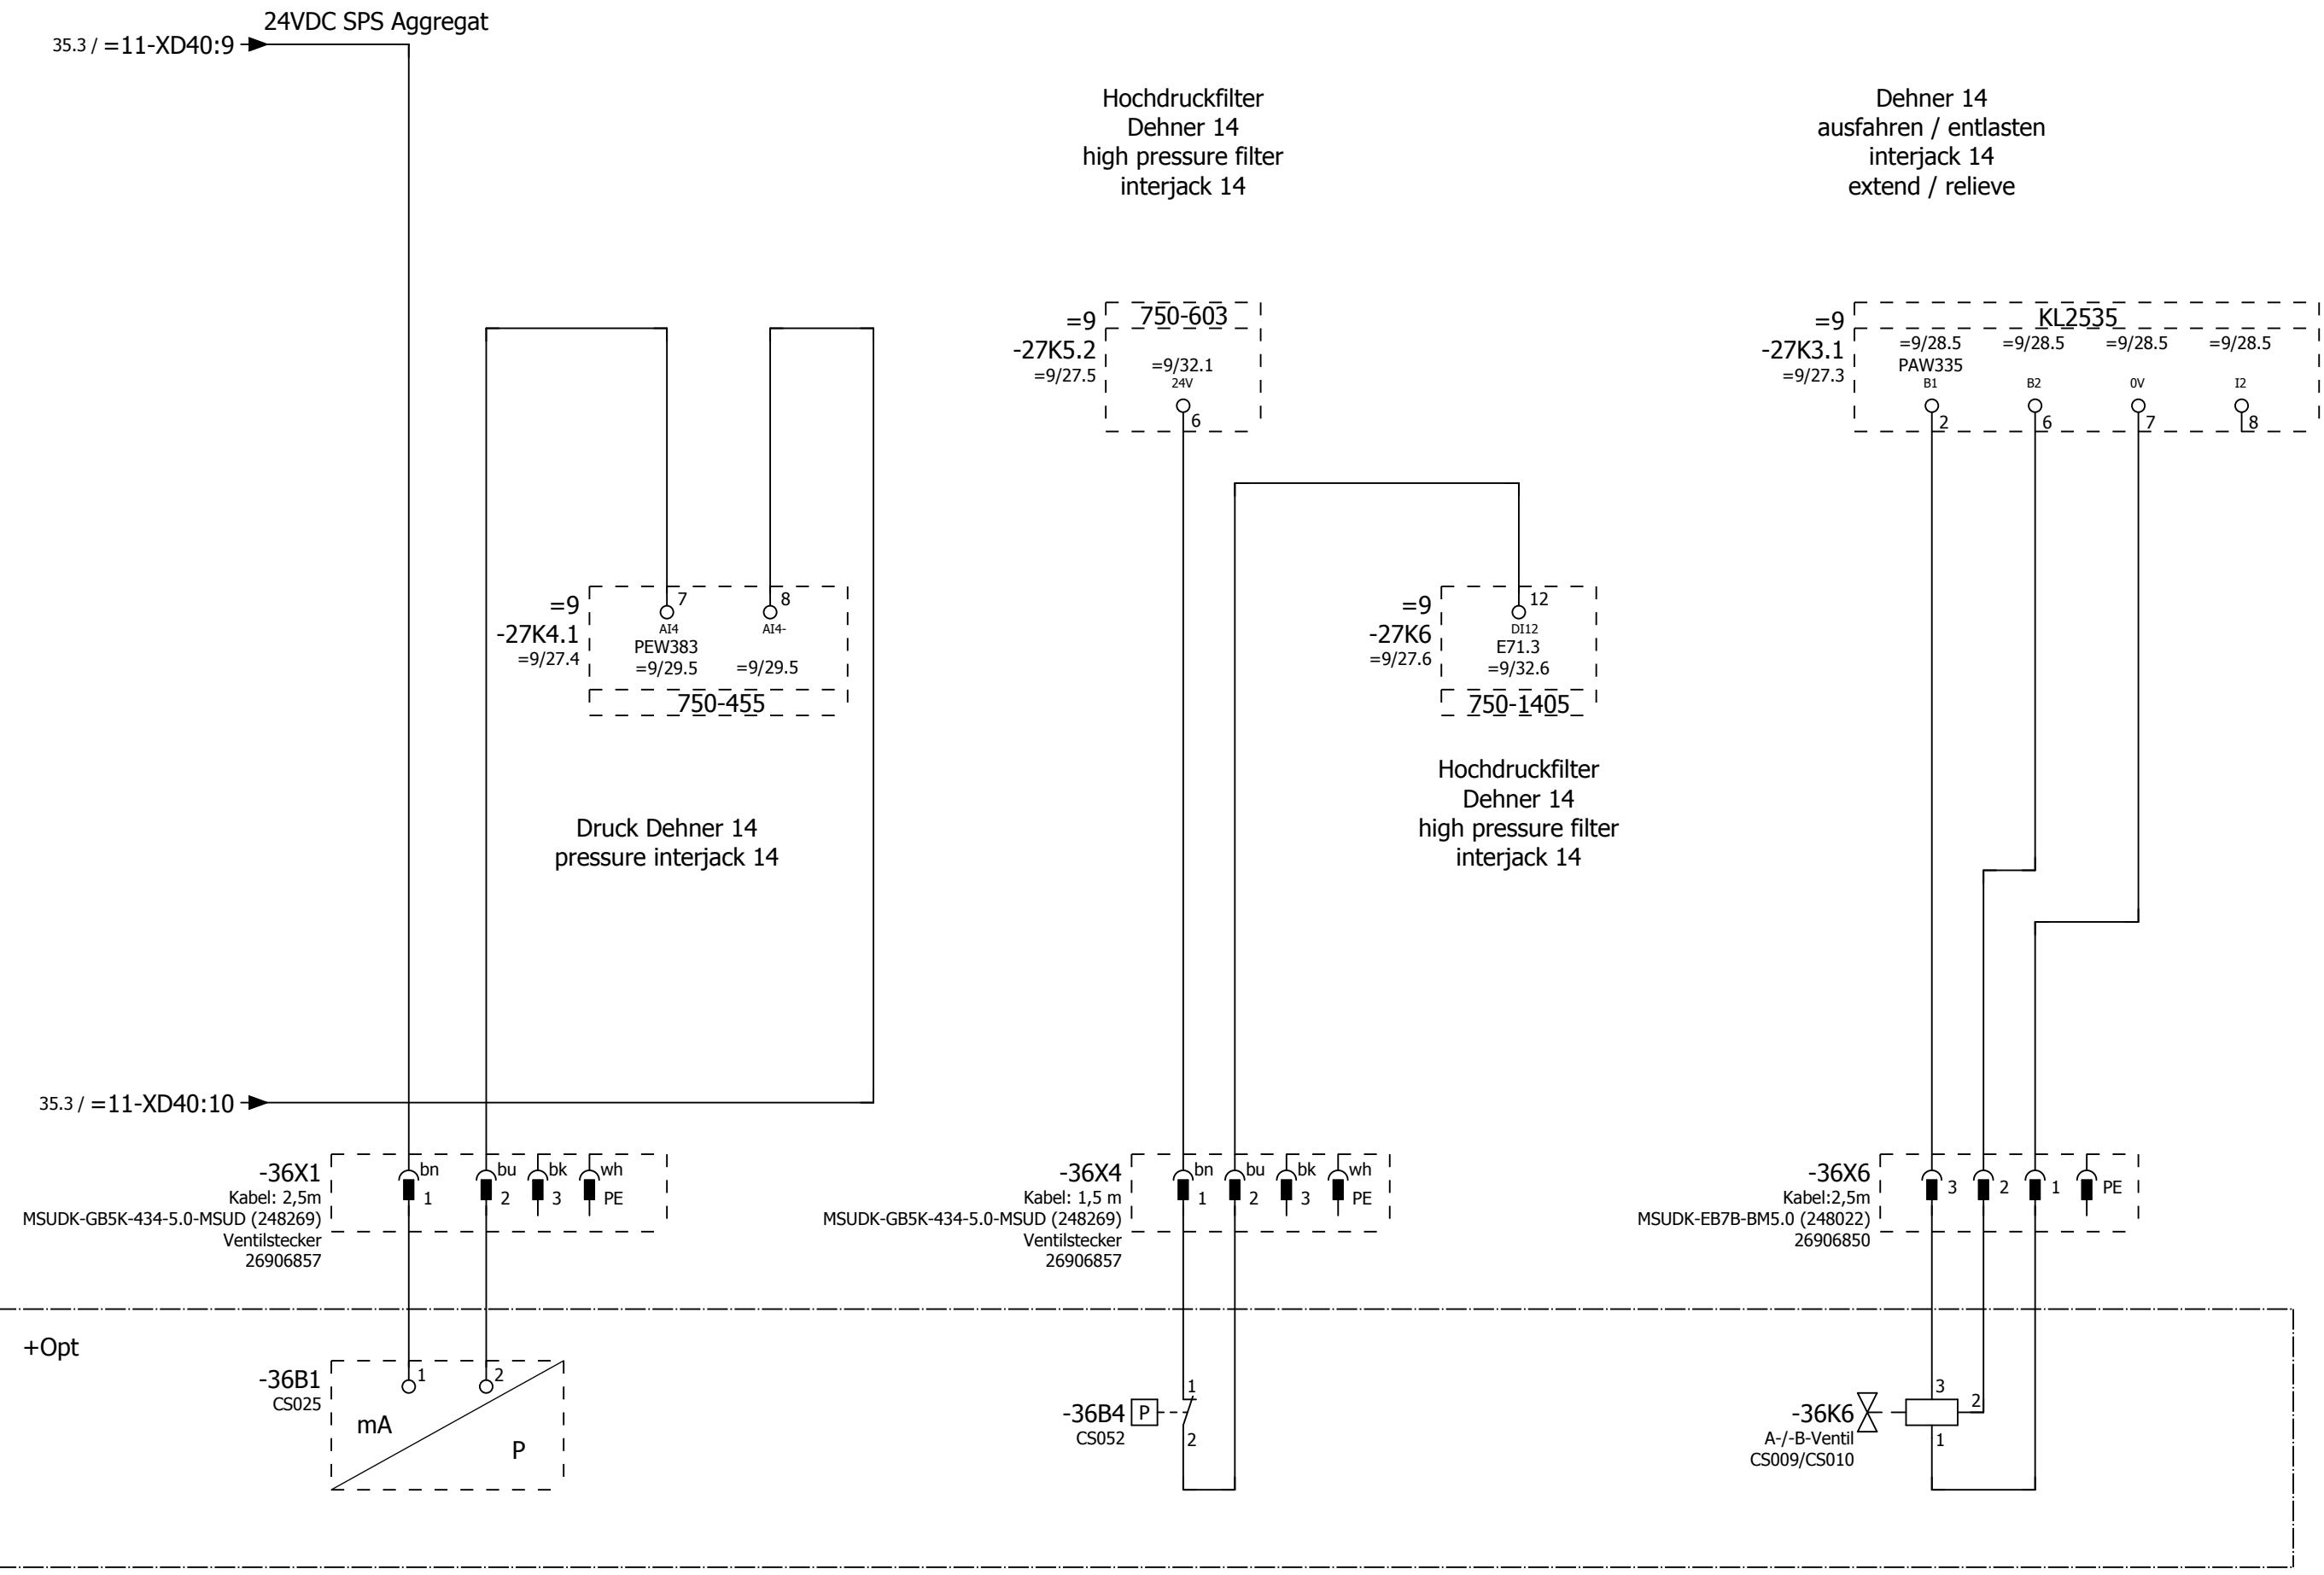 24VDC SPS Aggregat
35.3 / =11-XD40:9
Hochdruckfilter
Dehner 14
high pressure filter
interjack 14
Dehner 14
ausfahren / entlasten
interjack 14
extend / relieve
=9
-27K5.2
=9/27.5
750-603
=9/32.1
24V
6
=9
-27K3.1
=9/27.3
KL2535
=9/28.5 =9/28.5 =9/28.5 =9/28.5
PAW335
B1 B2 0V I2
2 6 7 8
=9
-27K4.1
=9/27.4
7 8
AI4 AI4-
PEW383
=9/29.5 =9/29.5
750-455
=9
-27K6
=9/27.6
12
DI12
E71.3
=9/32.6
750-1405
Druck Dehner 14
pressure interjack 14
Hochdruckfilter
Dehner 14
high pressure filter
interjack 14
35.3 / =11-XD40:10
-36X1
Kabel: 2,5m
MSUDK-GB5K-434-5.0-MSUD (248269)
Ventilstecker
26906857
bn bu bk wh
1 2 3 PE
-36X4
Kabel: 1,5 m
MSUDK-GB5K-434-5.0-MSUD (248269)
Ventilstecker
26906857
bn bu bk wh
1 2 3 PE
-36X6
Kabel:2,5m
MSUDK-EB7B-BM5.0 (248022)
26906850
3 2 1 PE
+Opt
-36B1
CS025
1 2
mA
P
-36B4
CS052
P
1
2
-36K6
A-/-B-Ventil
CS009/CS010
3
2
1